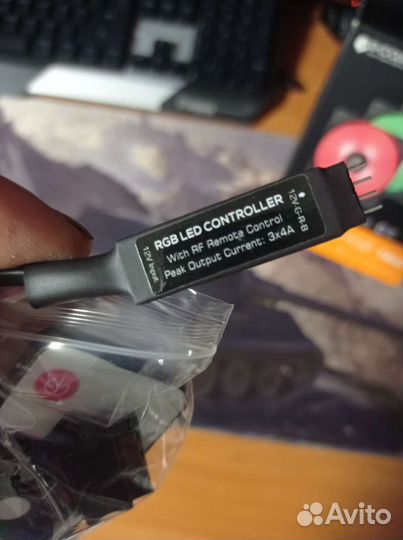 RGB LED CONTROLLER
With RF Remote Control
Peak Output Current: 3x4A
12V Input
12V-G-R-B
Avito